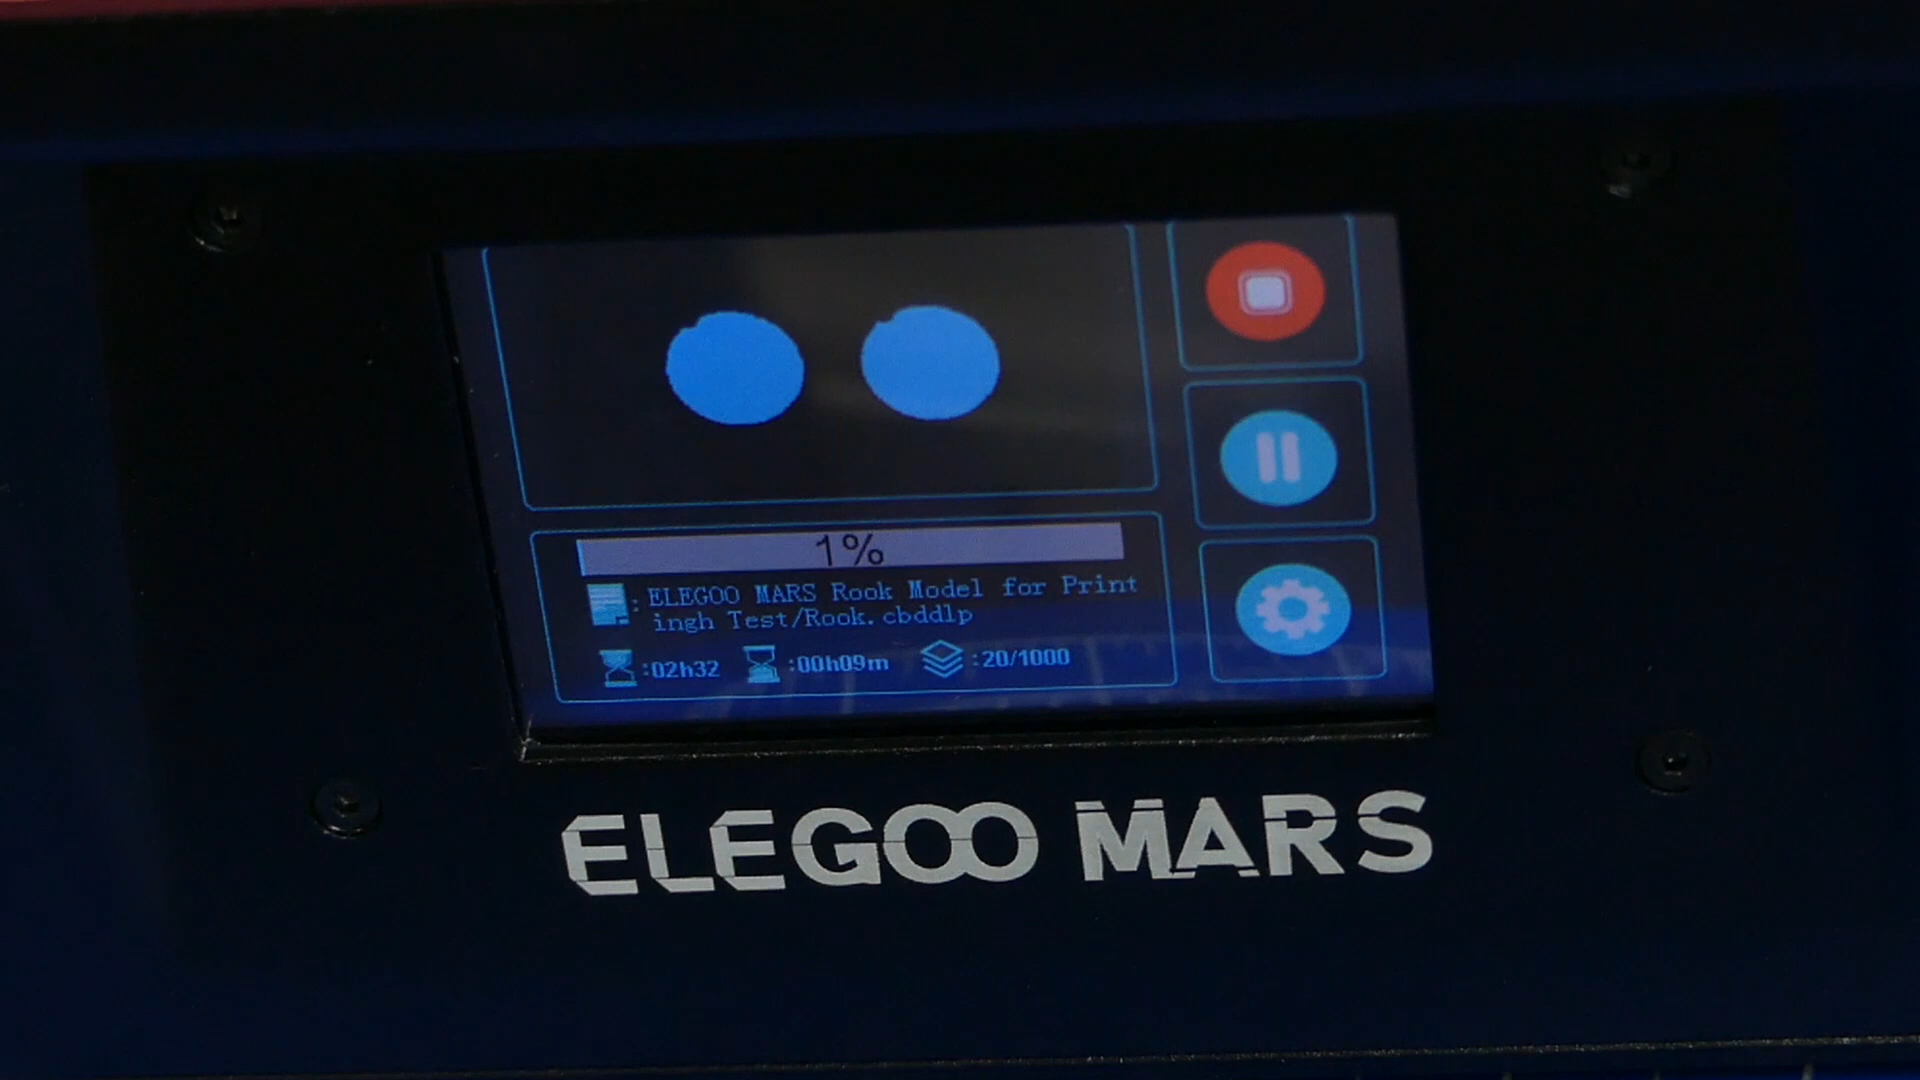 1%
: ELEGOO MARS Rook Model for Print
ingh Test/Rook.cbddlp
:02h32 :00h09m :20/1000
ELEGOO MARS